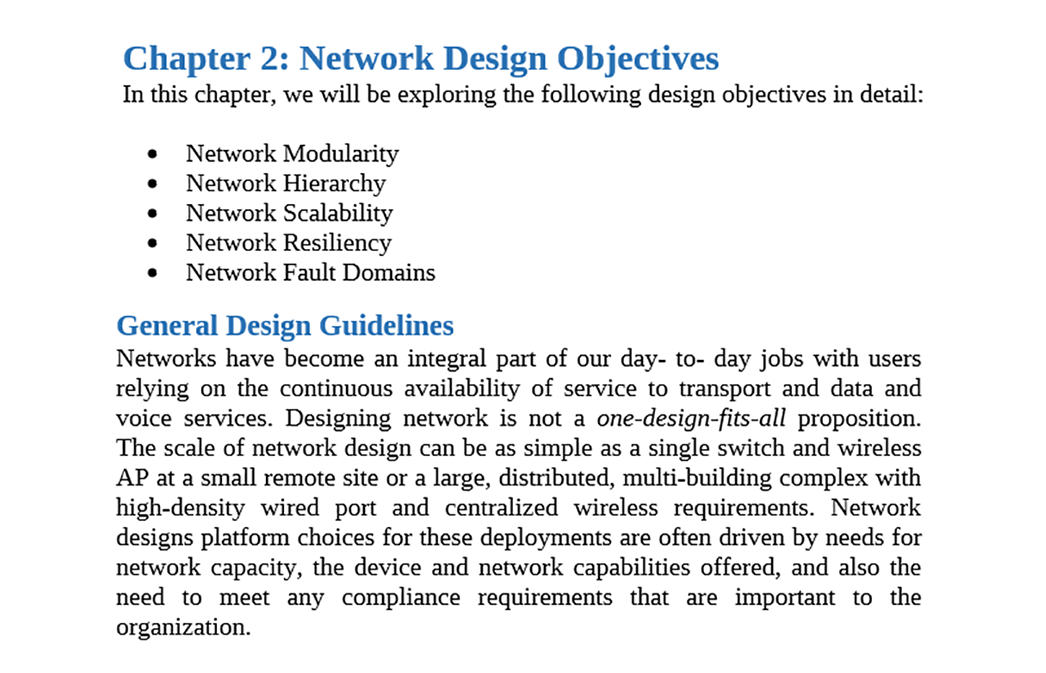 Chapter 2: Network Design Objectives
In this chapter, we will be exploring the following design objectives in detail:
• Network Modularity
• Network Hierarchy
• Network Scalability
• Network Resiliency
• Network Fault Domains
General Design Guidelines
Networks have become an integral part of our day- to- day jobs with users
relying on the continuous availability of service to transport and data and
voice services. Designing network is not a one-design-fits-all proposition.
The scale of network design can be as simple as a single switch and wireless
AP at a small remote site or a large, distributed, multi-building complex with
high-density wired port and centralized wireless requirements. Network
designs platform choices for these deployments are often driven by needs for
network capacity, the device and network capabilities offered, and also the
need to meet any compliance requirements that are important to the
organization.